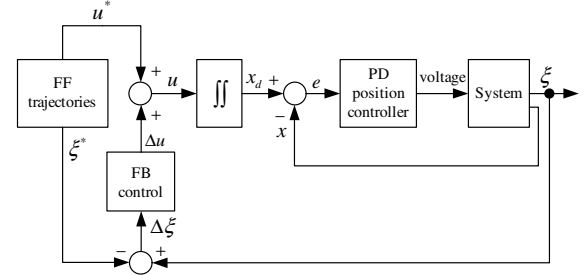 u*
FF
trajectories
+
u
+
∬
x_d
+
e
−
x
PD
position
controller
voltage
System
ξ
ξ*
Δu
FB
control
Δξ
−
+